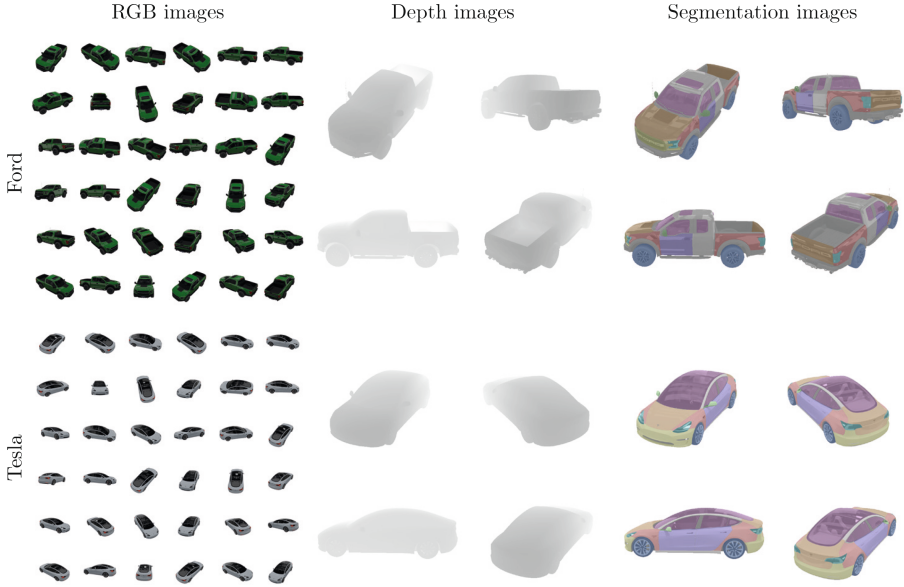 RGB images
Depth images
Segmentation images
Ford
Tesla